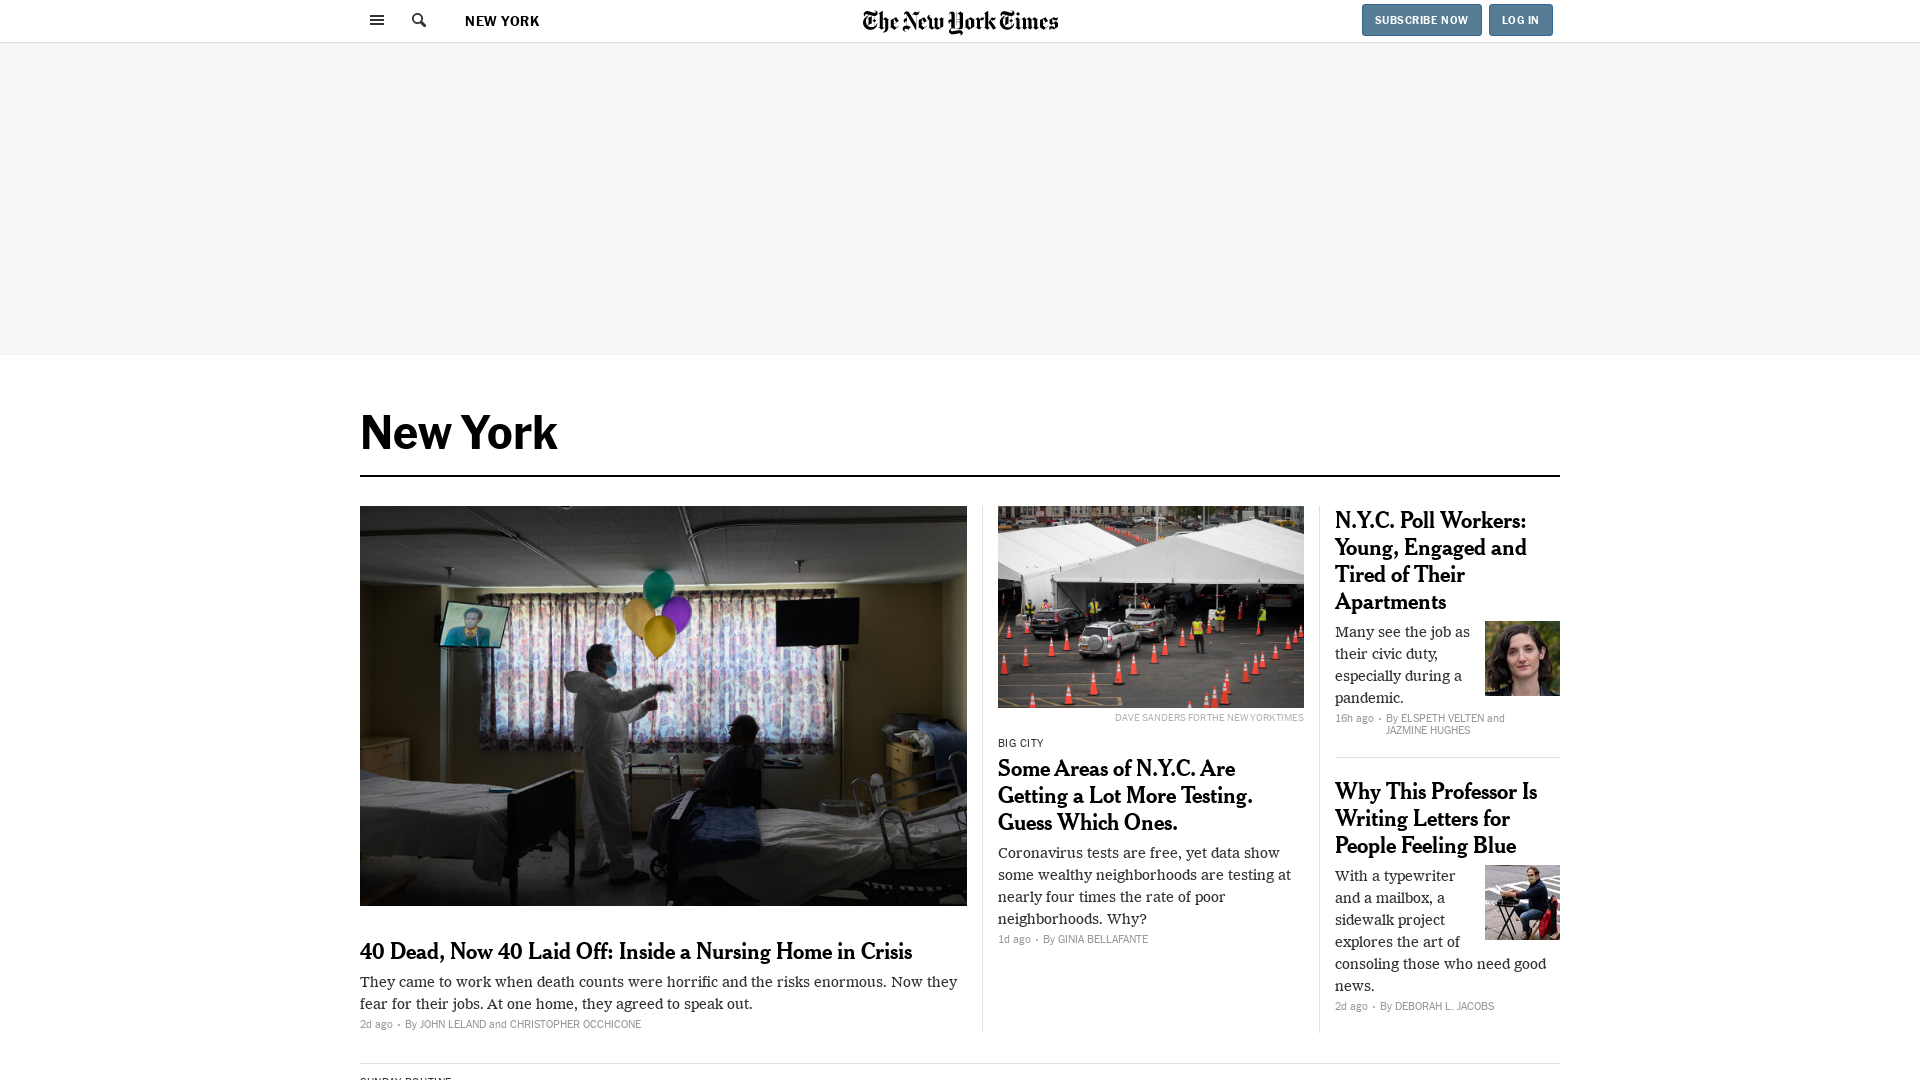 NEW YORK
The New York Times
SUBSCRIBE NOW
LOG IN
New York
40 Dead, Now 40 Laid Off: Inside a Nursing Home in Crisis
They came to work when death counts were horrific and the risks enormous. Now they
fear for their jobs. At one home, they agreed to speak out.
2d ago • By JOHN LELAND and CHRISTOPHER OCCHICONE
DAVE SANDERS FOR THE NEW YORK TIMES
BIG CITY
Some Areas of N.Y.C. Are
Getting a Lot More Testing.
Guess Which Ones.
Coronavirus tests are free, yet data show
some wealthy neighborhoods are testing at
nearly four times the rate of poor
neighborhoods. Why?
1d ago • By GINIA BELLAFANTE
N.Y.C. Poll Workers:
Young, Engaged and
Tired of Their
Apartments
Many see the job as
their civic duty,
especially during a
pandemic.
16h ago • By ELSPETH VELTEN and
JAZMINE HUGHES
Why This Professor Is
Writing Letters for
People Feeling Blue
With a typewriter
and a mailbox, a
sidewalk project
explores the art of
consoling those who need good
news.
2d ago • By DEBORAH L. JACOBS
SUNDAY ROUTINE